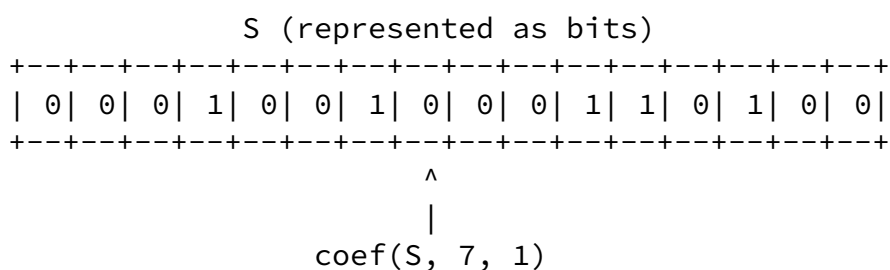 S (represented as bits)
+--+--+--+--+--+--+--+--+--+--+--+--+--+--+--+--+
| 0| 0| 0| 1| 0| 0| 1| 0| 0| 0| 1| 1| 0| 1| 0| 0|
+--+--+--+--+--+--+--+--+--+--+--+--+--+--+--+--+
^
|
coef(S, 7, 1)